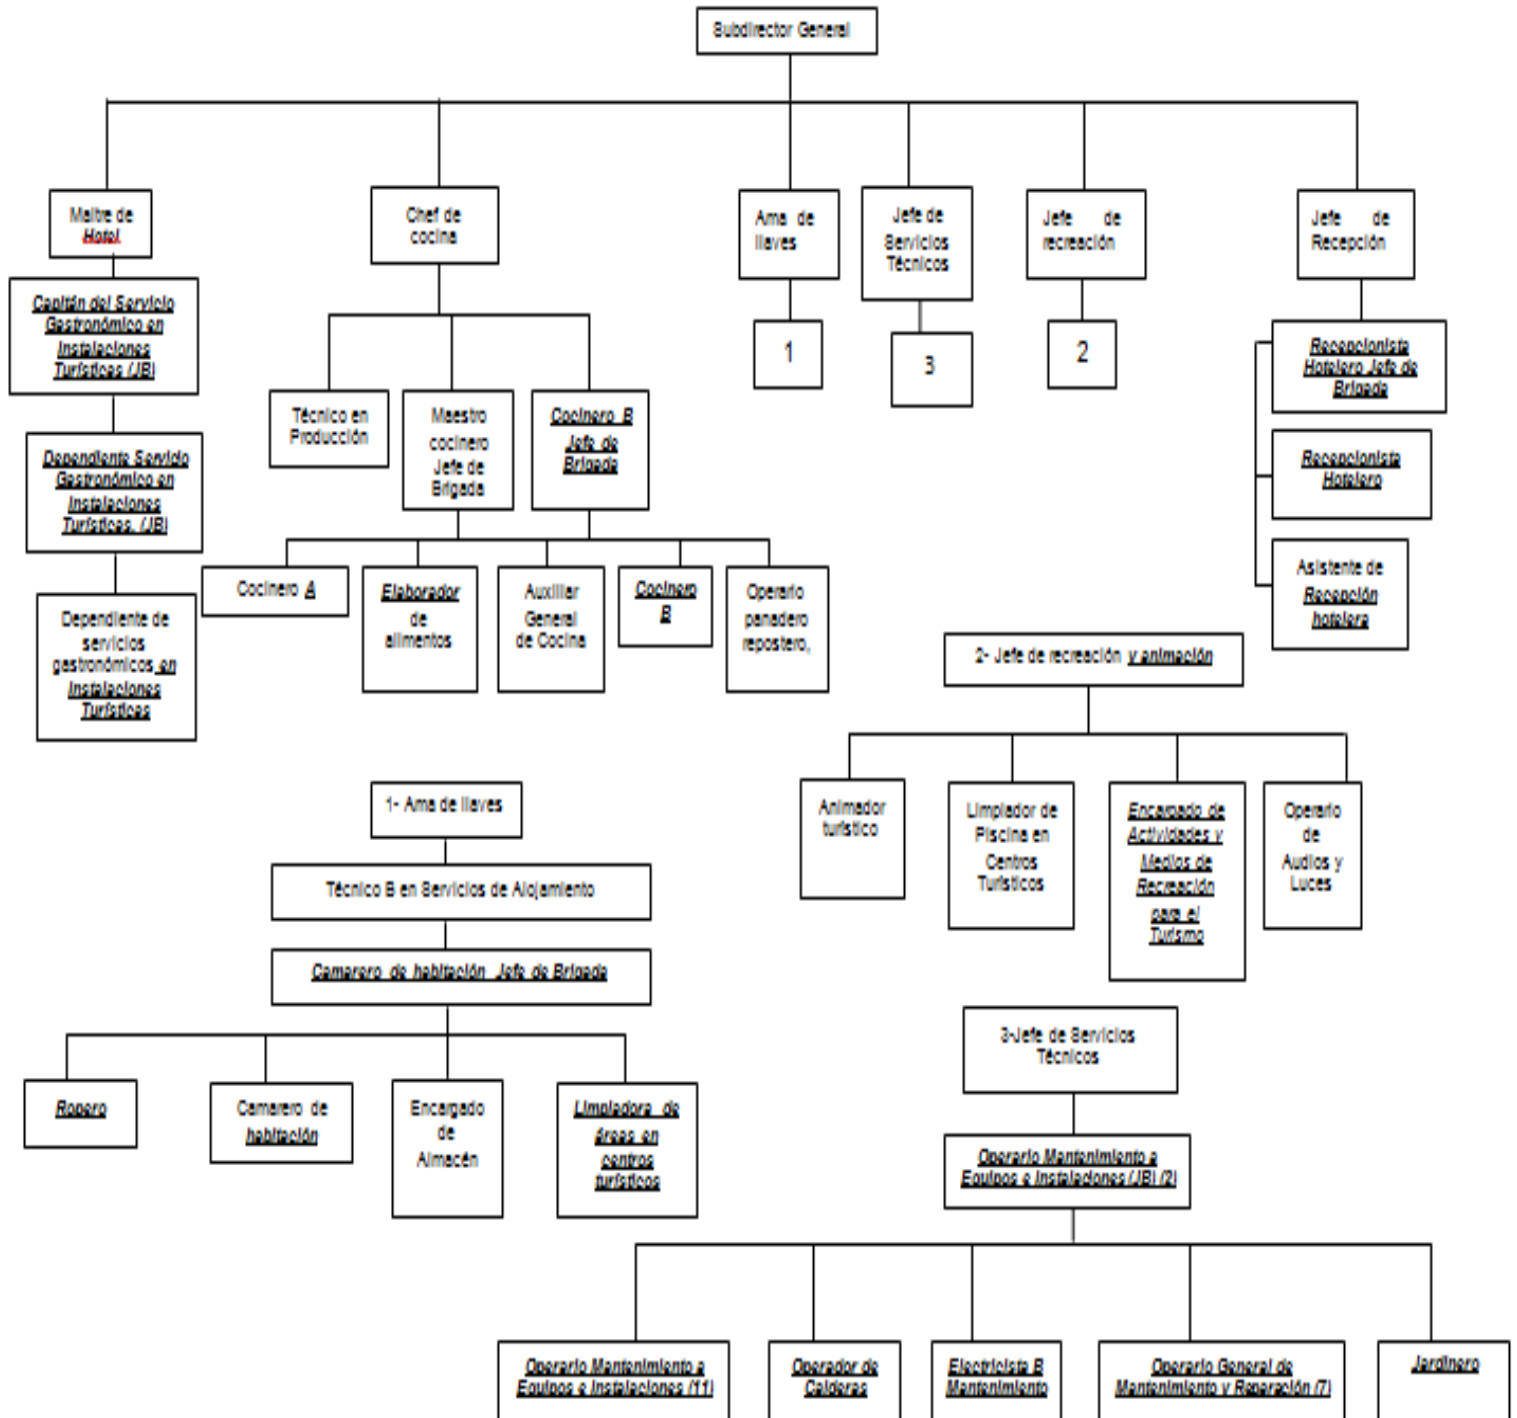 Subdirector General
Maitre de
Hotel
Chef de
cocina
Ama de
llaves
Jefe de
Servicios
Técnicos
Jefe de
recreación
Jefe de
Recepción
Capitán del Servicio
Gastronómico en
Instalaciones
Turísticas (JB)
Dependiente Servicio
Gastronómico en
Instalaciones
Turísticas. (JB)
Dependiente de
servicios
gastronómicos en
Instalaciones
Turísticas
Técnico en
Producción
Maestro
cocinero
Jefe de
Brigada
Cocinero B
Jefe de
Brigada
Cocinero A
Elaborador
de
alimentos
Auxiliar
General
de Cocina
Cocinero
B
Operario
panadero
repostero,
1
3
2
Recepcionista
Hotelero Jefe de
Brigada
Recepcionista
Hotelero
Asistente de
Recepción
hotelera
2- Jefe de recreación y animación
Animador
turístico
Limpiador de
Piscina en
Centros
Turísticos
Encargado de
Actividades y
Medios de
Recreación
para el
Turismo
Operario
de
Audios y
Luces
1- Ama de llaves
Técnico B en Servicios de Alojamiento
Camarero de habitación Jefe de Brigada
Ropero
Camarero de
habitación
Encargado
de
Almacén
Limpiadora de
áreas en
centros
turísticos
3-Jefe de Servicios
Técnicos
Operario Mantenimiento a
Equipos e Instalaciones (JB) (2)
Operario Mantenimiento a
Equipos e Instalaciones (11)
Operador de
Calderas
Electricista B
Mantenimiento
Operario General de
Mantenimiento y Reparación (7)
Jardinero